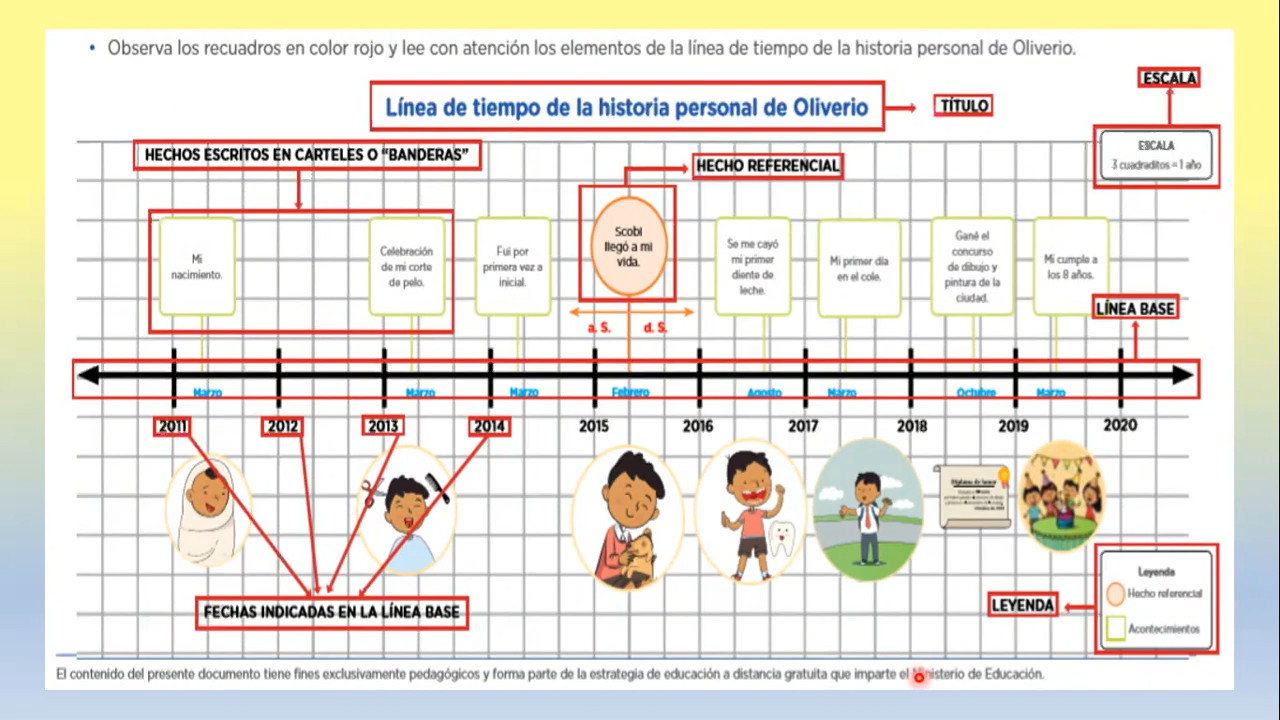 • Observa los recuadros en color rojo y lee con atención los elementos de la línea de tiempo de la historia personal de Oliverio.
ESCALA
Línea de tiempo de la historia personal de Oliverio
TÍTULO
HECHOS ESCRITOS EN CARTELES O “BANDERAS”
HECHO REFERENCIAL
ESCALA
3 cuadraditos = 1 año
Mi
nacimiento.
Celebración
de mi corte
de pelo.
Fui por
primera vez a
inicial.
Scobi
llegó a mi
vida.
Se me cayó
mi primer
diente de
leche.
Mi primer día
en el cole.
Gané el
concurso
de dibujo y
pintura de la
ciudad.
Mi cumple a
los 8 años.
LÍNEA BASE
a. S. d. S.
Marzo Marzo Marzo Febrero Agosto Marzo Octubre Marzo
2011 2012 2013 2014 2015 2016 2017 2018 2019 2020
Diploma de honor
FECHAS INDICADAS EN LA LÍNEA BASE
LEYENDA
Leyenda
Hecho referencial
Acontecimientos
El contenido del presente documento tiene fines exclusivamente pedagógicos y forma parte de la estrategia de educación a distancia gratuita que imparte el Ministerio de Educación.